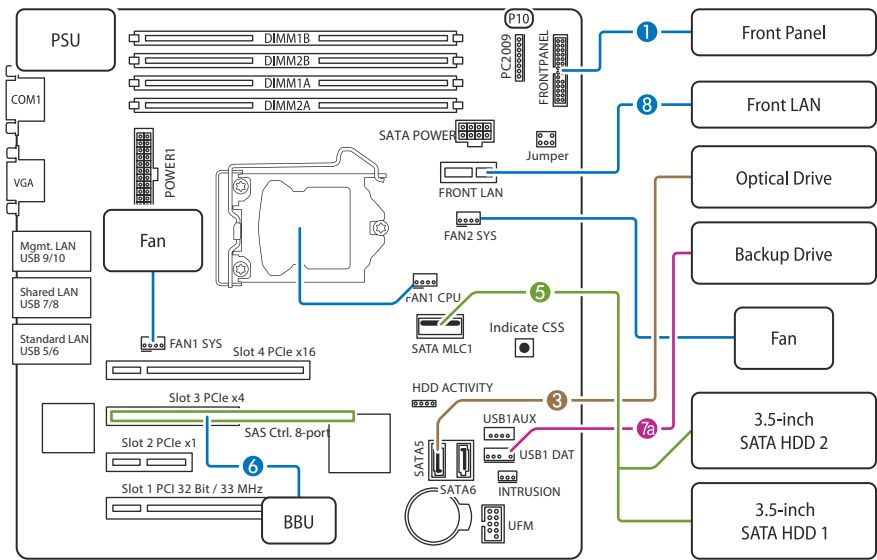 PSU
P10
DIMM1B
DIMM2B
DIMM1A
DIMM2A
PC2009
FRONTPANEL
1
Front Panel
COM1
8
Front LAN
SATA POWER
Jumper
VGA
POWER1
FRONT LAN
Optical Drive
FAN2 SYS
Fan
Mgmt. LAN
USB 9/10
Backup Drive
Shared LAN
USB 7/8
FAN1 CPU
5
Indicate CSS
Standard LAN
USB 5/6
FAN1 SYS
SATA MLC1
Fan
Slot 4 PCIe x16
HDD ACTIVITY
Slot 3 PCIe x4
3
SAS Ctrl. 8-port
USB1AUX
7a
3.5-inch
SATA HDD 2
Slot 2 PCIe x1
SATA5
USB1 DAT
6
SATA6
INTRUSION
Slot 1 PCI 32 Bit / 33 MHz
BBU
UFM
3.5-inch
SATA HDD 1